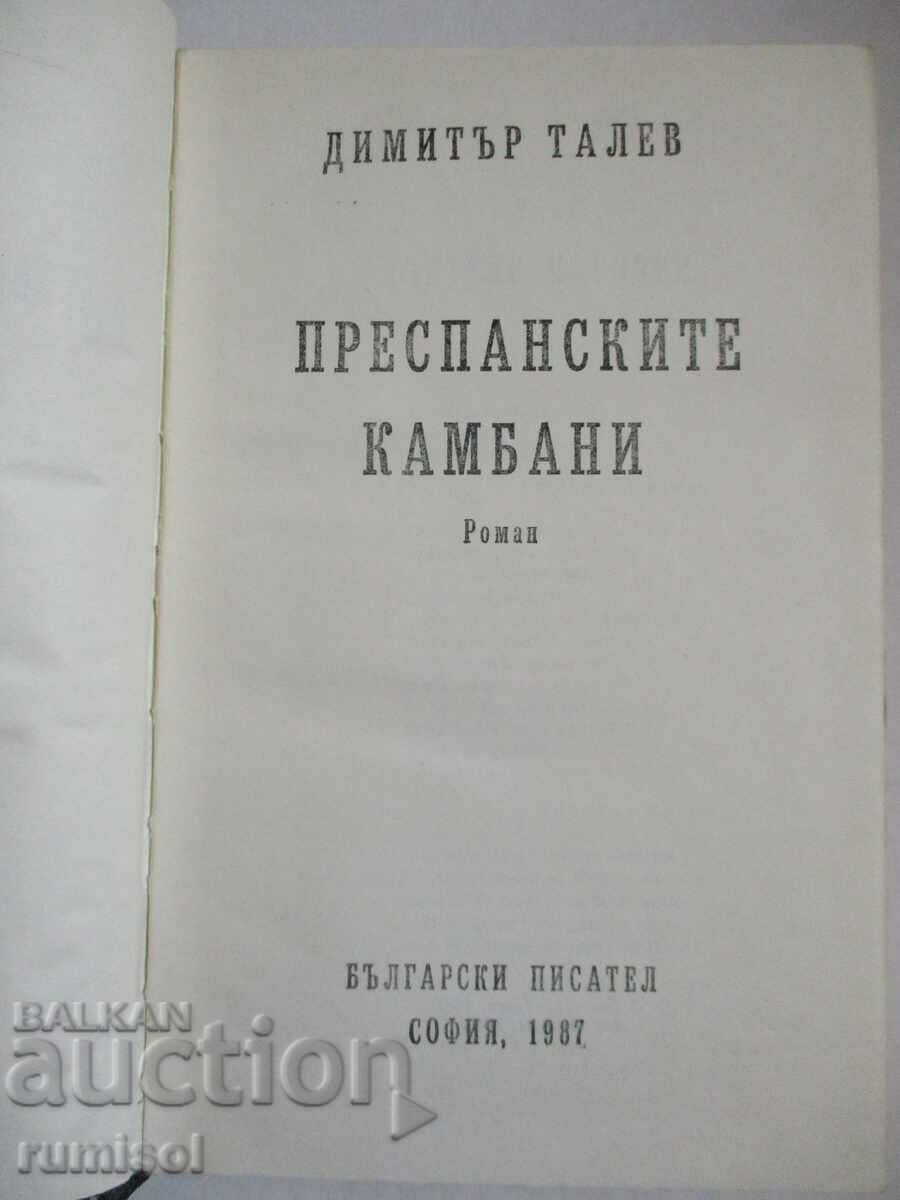 ДИМИТЪР ТАЛЕВ
ПРЕСПАНСКИТЕ
КАМБАНИ
Роман
БЪЛГАРСКИ ПИСАТЕЛ
СОФИЯ, 1987
BALKAN
auction
rumisol